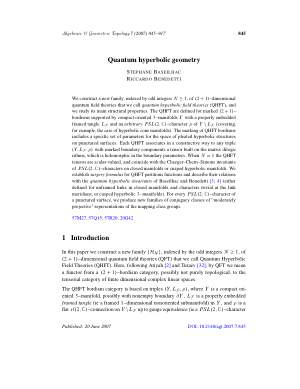 Algebraic & Geometric Topology 7 (2007) 845–917 845
Quantum hyperbolic geometry
STÉPHANE BASEILHAC
RICCARDO BENEDETTI
We construct a new family, indexed by odd integers N ≥ 1, of (2 + 1)–dimensional
quantum field theories that we call quantum hyperbolic field theories (QHFT), and
we study its main structural properties. The QHFT are defined for marked (2 + 1)–
bordisms supported by compact oriented 3–manifolds Y with a properly embedded
framed tangle L_F and an arbitrary PSL(2, C)–character ρ of Y \ L_F (covering,
for example, the case of hyperbolic cone manifolds). The marking of QHFT bordisms
includes a specific set of parameters for the space of pleated hyperbolic structures
on punctured surfaces. Each QHFT associates in a constructive way to any triple
(Y, L_F, ρ) with marked boundary components a tensor built on the matrix dilogarithms,
which is holomorphic in the boundary parameters. When N = 1 the QHFT
tensors are scalar-valued, and coincide with the Cheeger–Chern–Simons invariants
of PSL(2, C)–characters on closed manifolds or cusped hyperbolic manifolds. We
establish surgery formulas for QHFT partitions functions and describe their relations
with the quantum hyperbolic invariants of Baseilhac and Benedetti [3; 4] (either
defined for unframed links in closed manifolds and characters trivial at the link
meridians, or cusped hyperbolic 3–manifolds). For every PSL(2, C)–character of
a punctured surface, we produce new families of conjugacy classes of "moderately
projective" representations of the mapping class groups.
57M27, 57Q15; 57R20, 20G42
1 Introduction
In this paper we construct a new family {H_N}, indexed by the odd integers N ≥ 1, of
(2 + 1)–dimensional quantum field theories (QFT) that we call Quantum Hyperbolic
Field Theories (QHFT). Here, following Atiyah [2] and Turaev [32], by QFT we mean
a functor from a (2 + 1)–bordism category, possibly not purely topological, to the
tensorial category of finite dimensional complex linear spaces.
The QHFT bordism category is based on triples (Y, L_F, ρ), where Y is a compact oriented
3–manifold, possibly with nonempty boundary ∂Y, L_F is a properly embedded
framed tangle (ie a framed 1–dimensional nonoriented submanifold) in Y, and ρ is a
flat sl(2, C)–connection on Y \ L_F up to gauge equivalence (ie a PSL(2, C)–character
Published: 20 June 2007 DOI: 10.2140/agt.2007.7.845